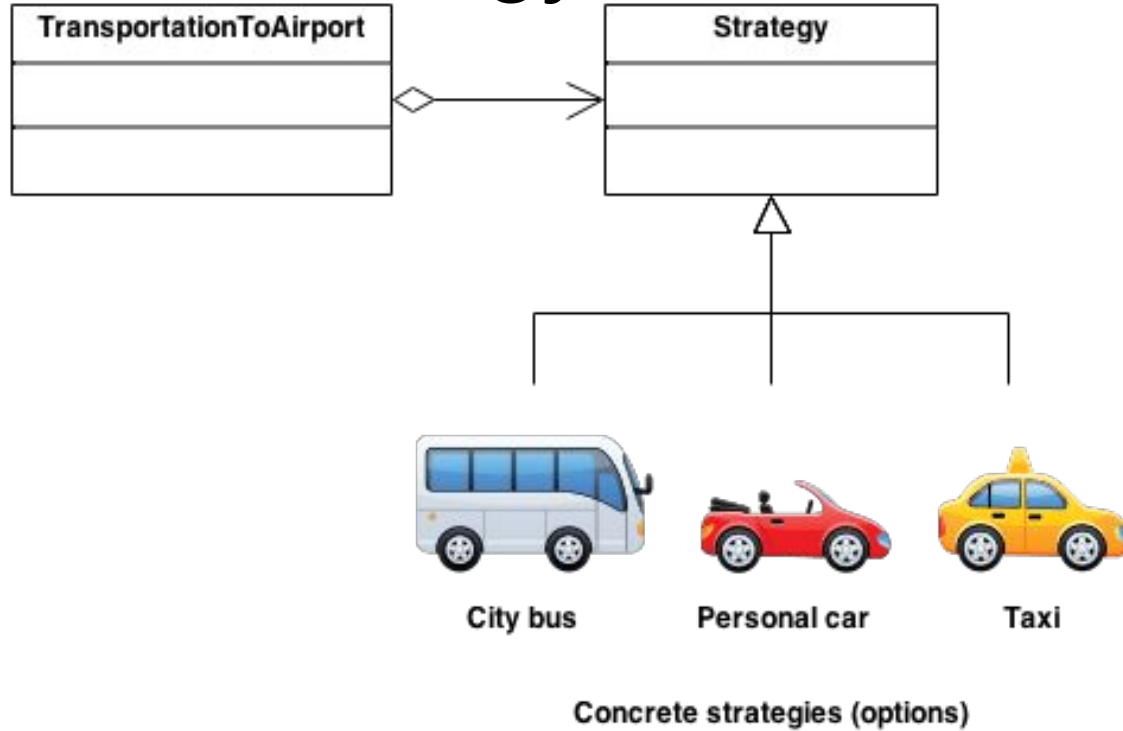 TransportationToAirport
Strategy
City bus
Personal car
Taxi
Concrete strategies (options)